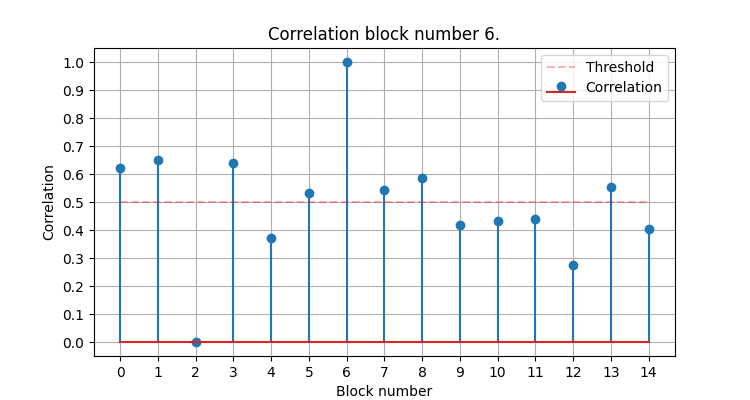 Correlation block number 6.
Threshold
Correlation
Correlation
1.0
0.9
0.8
0.7
0.6
0.5
0.4
0.3
0.2
0.1
0.0
0 1 2 3 4 5 6 7 8 9 10 11 12 13 14
Block number